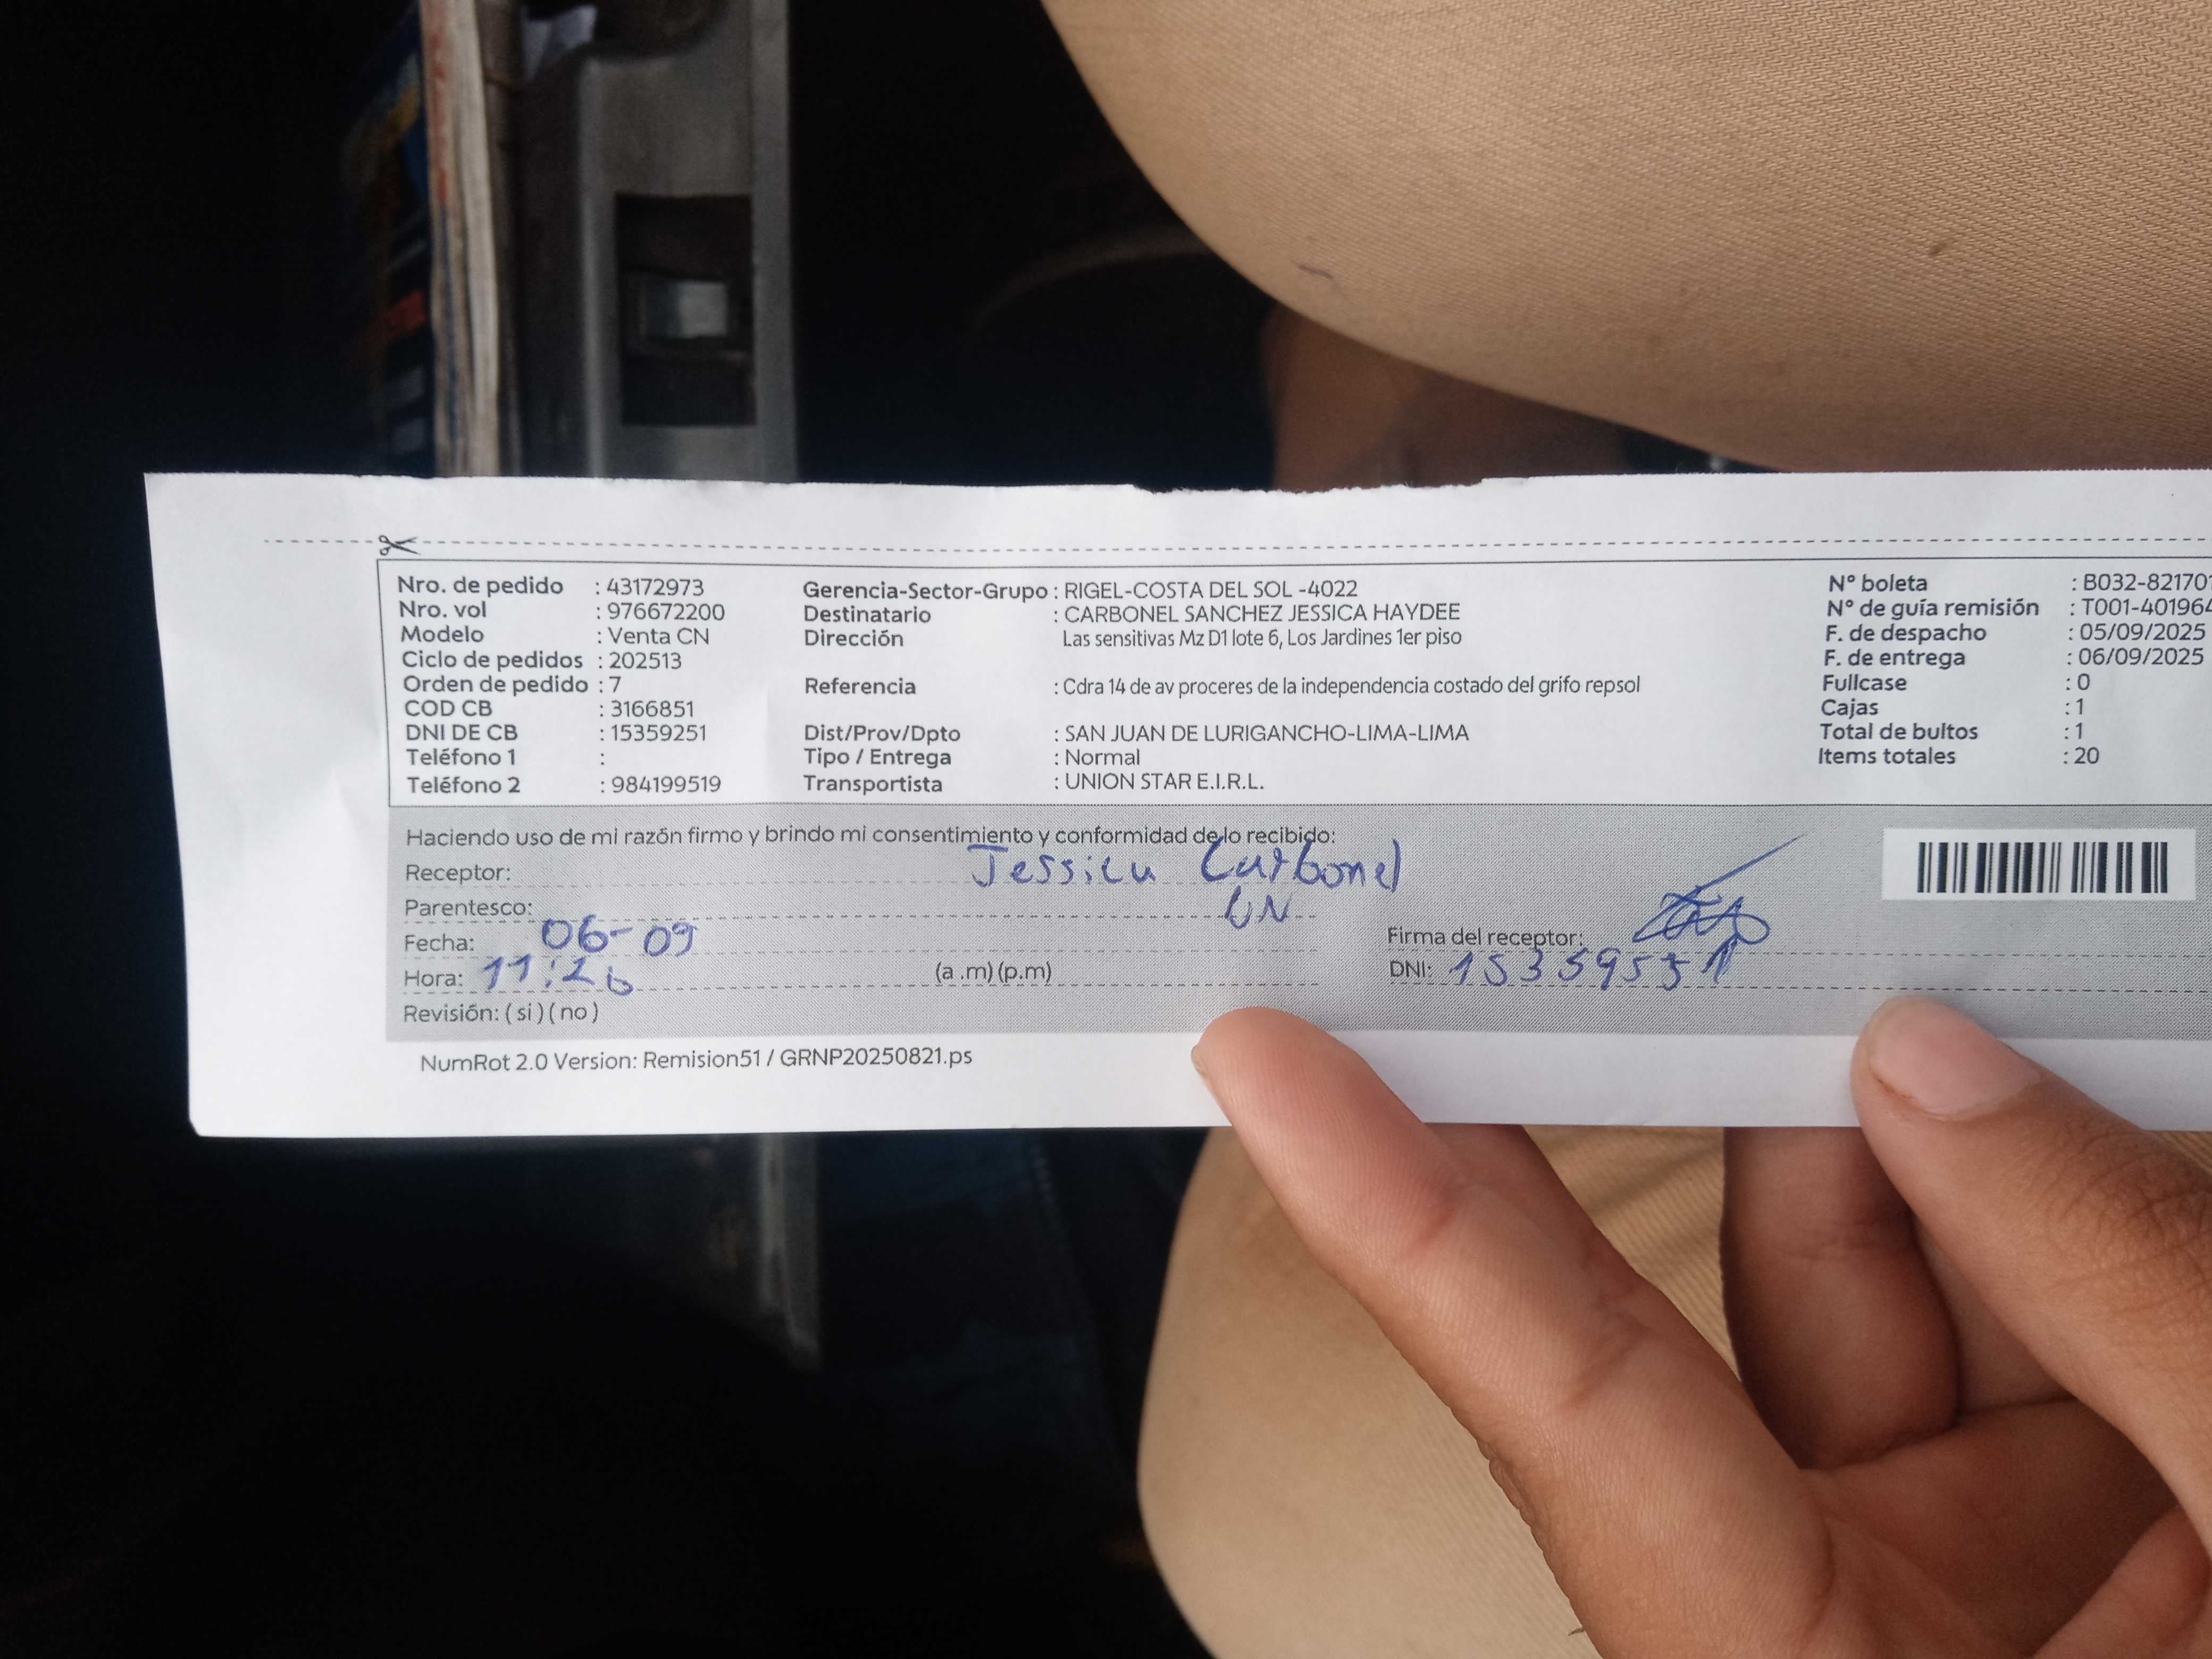 Nro. de pedido : 43172973
Nro. vol : 976672200
Modelo : Venta CN
Ciclo de pedidos : 202513
Orden de pedido : 7
COD CB : 3166851
DNI DE CB : 15359251
Teléfono 1 :
Teléfono 2 : 984199519
Gerencia-Sector-Grupo : RIGEL-COSTA DEL SOL -4022
Destinatario : CARBONEL SANCHEZ JESSICA HAYDEE
Dirección Las sensitivas Mz D1 lote 6, Los Jardines 1er piso
Referencia : Cdra 14 de av proceres de la independencia costado del grifo repsol
Dist/Prov/Dpto : SAN JUAN DE LURIGANCHO-LIMA-LIMA
Tipo / Entrega : Normal
Transportista : UNION STAR E.I.R.L.
N° boleta : B032-821701
N° de guía remisión : T001-401964
F. de despacho : 05/09/2025
F. de entrega : 06/09/2025
Fullcase : 0
Cajas : 1
Total de bultos : 1
Items totales : 20
Haciendo uso de mi razón firmo y brindo mi consentimiento y conformidad de lo recibido:
Receptor: Jessica Carbonel
Parentesco: CN
Fecha: 06-09
Hora: 11:26 (a .m) (p.m)
Revisión: ( si ) ( no )
Firma del receptor:
DNI:
NumRot 2.0 Version: Remision51 / GRNP20250821.ps